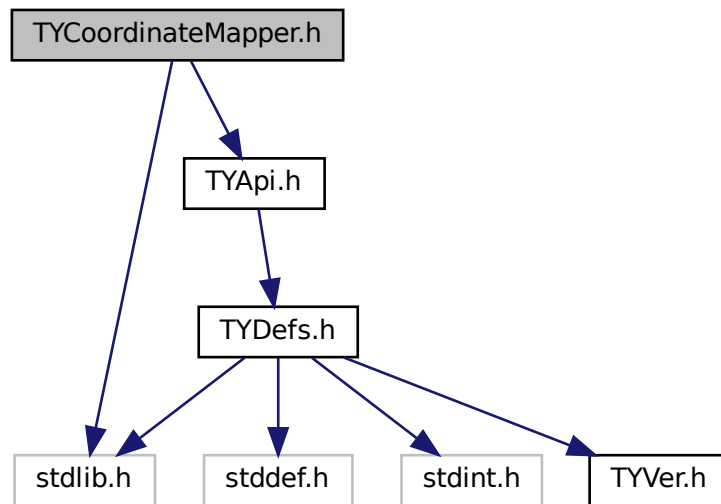 TYCoordinateMapper.h
TYApi.h
TYDefs.h
stdlib.h
stddef.h
stdint.h
TYVer.h